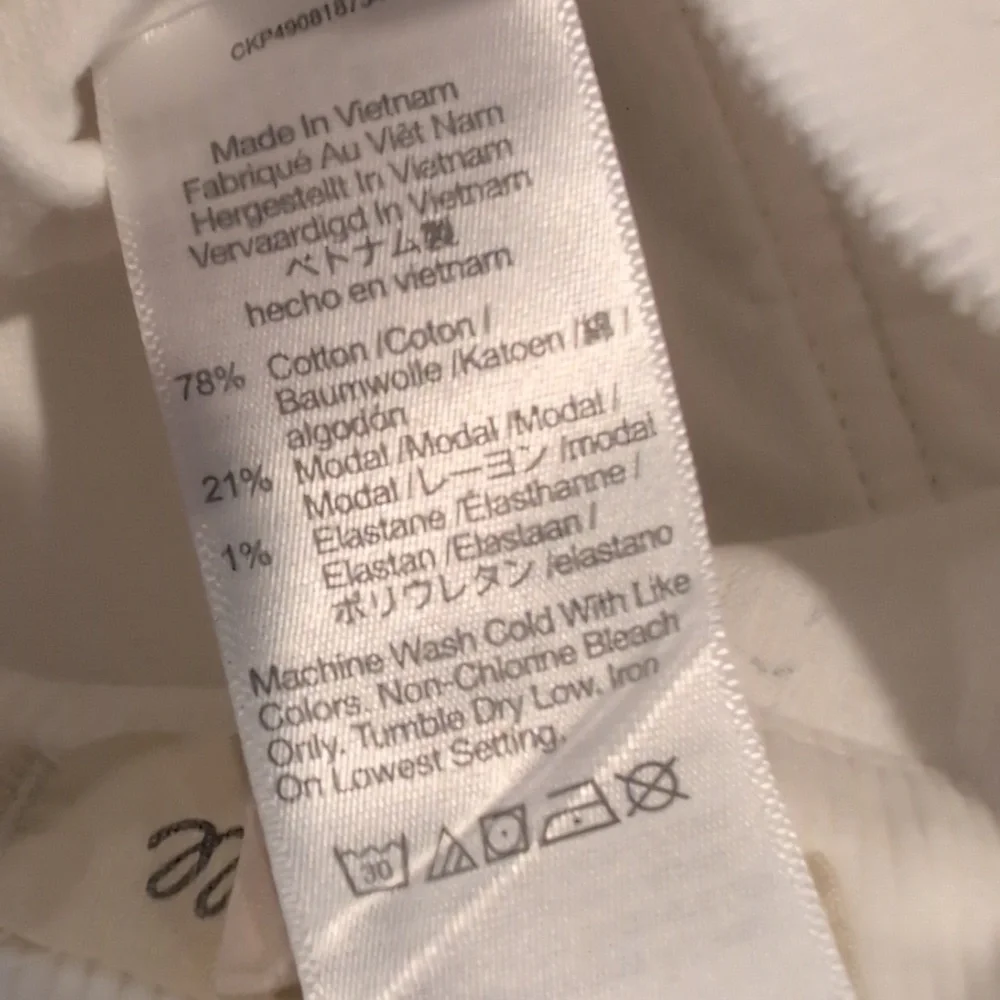 Made In Vietnam
Fabriqué Au Việt Nam
Hergestellt In Vietnam
Vervaardigd In Vietnam
ベトナム製
hecho en vietnam
78% Cotton /Coton /
Baumwolle /Katoen /綿 /
algodón
21% Modal /Modal /Modal /
Modal /レーヨン /modal
1% Elastane /Élasthanne /
Elastan /Elastaan /
ポリウレタン /elastano
Machine Wash Cold With Like
Colors. Non-Chlorine Bleach
Only. Tumble Dry Low. Iron
On Lowest Setting.
30